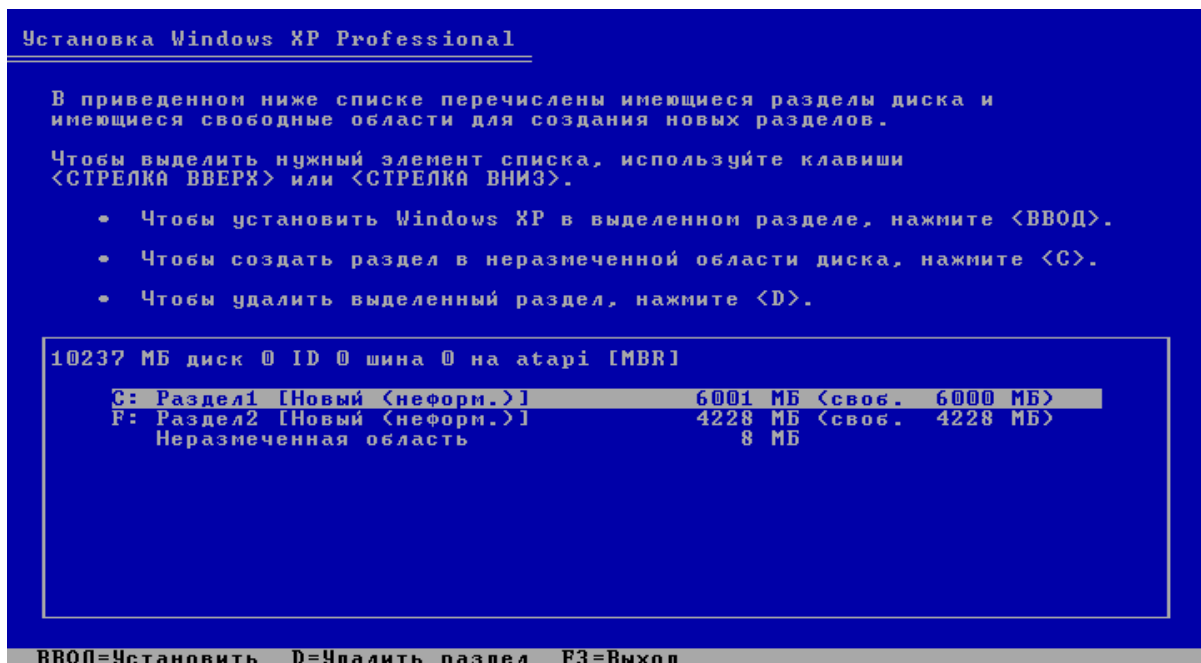 Установка Windows XP Professional
В приведенном ниже списке перечислены имеющиеся разделы диска и
имеющиеся свободные области для создания новых разделов.
Чтобы выделить нужный элемент списка, используйте клавиши
<СТРЕЛКА ВВЕРХ> или <СТРЕЛКА ВНИЗ>.
• Чтобы установить Windows XP в выделенном разделе, нажмите <ВВОД>.
• Чтобы создать раздел в неразмеченной области диска, нажмите <C>.
• Чтобы удалить выделенный раздел, нажмите <D>.
10237 МБ диск 0 ID 0 шина 0 на atapi [MBR]
C: Раздел1 [Новый (неформ.)] 6001 МБ (своб. 6000 МБ)
F: Раздел2 [Новый (неформ.)] 4228 МБ (своб. 4228 МБ)
Неразмеченная область 8 МБ
ВВОД=Установить D=Удалить раздел F3=Выход